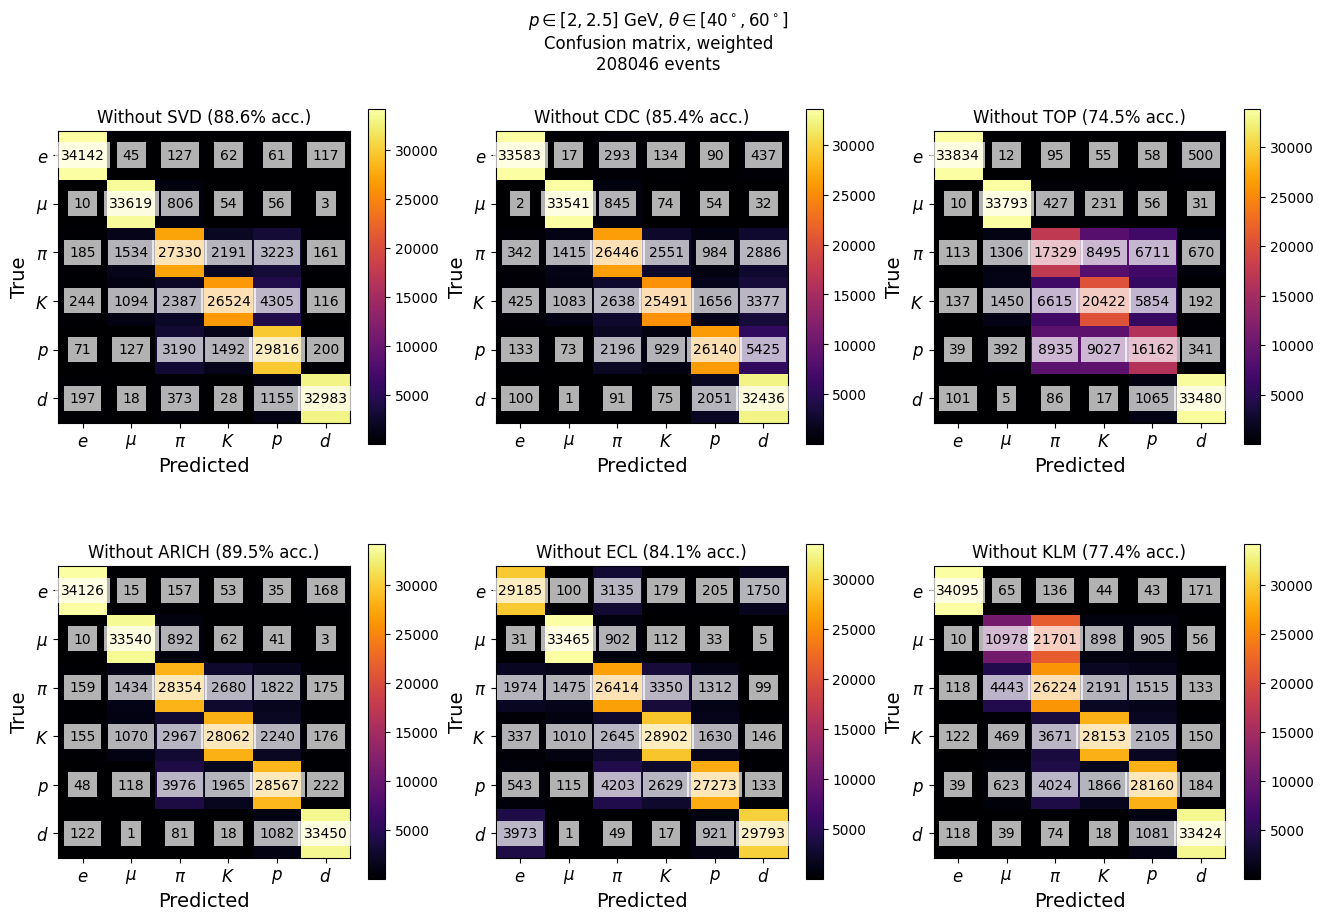 p ∈ [2, 2.5] GeV, θ ∈ [40°, 60°]
Confusion matrix, weighted
208046 events
Without SVD (88.6% acc.)
True
e 34142 45 127 62 61 117
μ 10 33619 806 54 56 3
π 185 1534 27330 2191 3223 161
K 244 1094 2387 26524 4305 116
p 71 127 3190 1492 29816 200
d 197 18 373 28 1155 32983
e μ π K p d
Predicted
30000
25000
20000
15000
10000
5000
Without CDC (85.4% acc.)
True
e 33583 17 293 134 90 437
μ 2 33541 845 74 54 32
π 342 1415 26446 2551 984 2886
K 425 1083 2638 25491 1656 3377
p 133 73 2196 929 26140 5425
d 100 1 91 75 2051 32436
e μ π K p d
Predicted
30000
25000
20000
15000
10000
5000
Without TOP (74.5% acc.)
True
e 33834 12 95 55 58 500
μ 10 33793 427 231 56 31
π 113 1306 17329 8495 6711 670
K 137 1450 6615 20422 5854 192
p 39 392 8935 9027 16162 341
d 101 5 86 17 1065 33480
e μ π K p d
Predicted
30000
25000
20000
15000
10000
5000
Without ARICH (89.5% acc.)
True
e 34126 15 157 53 35 168
μ 10 33540 892 62 41 3
π 159 1434 28354 2680 1822 175
K 155 1070 2967 28062 2240 176
p 48 118 3976 1965 28567 222
d 122 1 81 18 1082 33450
e μ π K p d
Predicted
30000
25000
20000
15000
10000
5000
Without ECL (84.1% acc.)
True
e 29185 100 3135 179 205 1750
μ 31 33465 902 112 33 5
π 1974 1475 26414 3350 1312 99
K 337 1010 2645 28902 1630 146
p 543 115 4203 2629 27273 133
d 3973 1 49 17 921 29793
e μ π K p d
Predicted
30000
25000
20000
15000
10000
5000
Without KLM (77.4% acc.)
True
e 34095 65 136 44 43 171
μ 10 10978 21701 898 905 56
π 118 4443 26224 2191 1515 133
K 122 469 3671 28153 2105 150
p 39 623 4024 1866 28160 184
d 118 39 74 18 1081 33424
e μ π K p d
Predicted
30000
25000
20000
15000
10000
5000